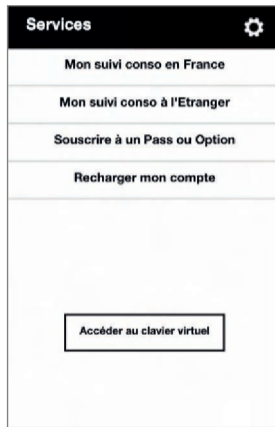 Services
Mon suivi conso en France
Mon suivi conso à l'Etranger
Souscrire à un Pass ou Option
Recharger mon compte
Accéder au clavier virtuel